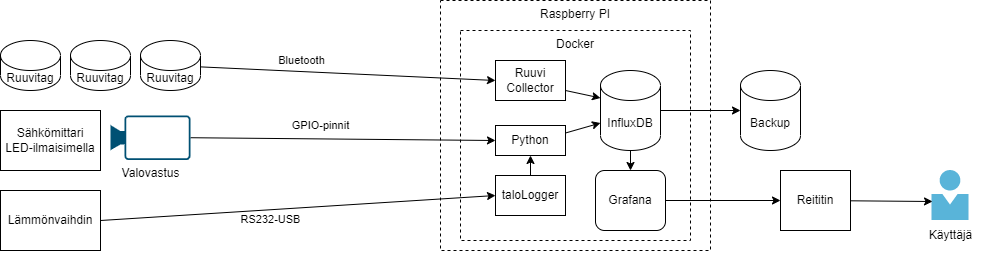 Raspberry PI
Docker
Ruuvitag
Ruuvitag
Ruuvitag
Bluetooth
Ruuvi
Collector
InfluxDB
Backup
Sähkömittari
LED-ilmaisimella
Valovastus
GPIO-pinnit
Python
Lämmönvaihdin
RS232-USB
taloLogger
Grafana
Reititin
Käyttäjä